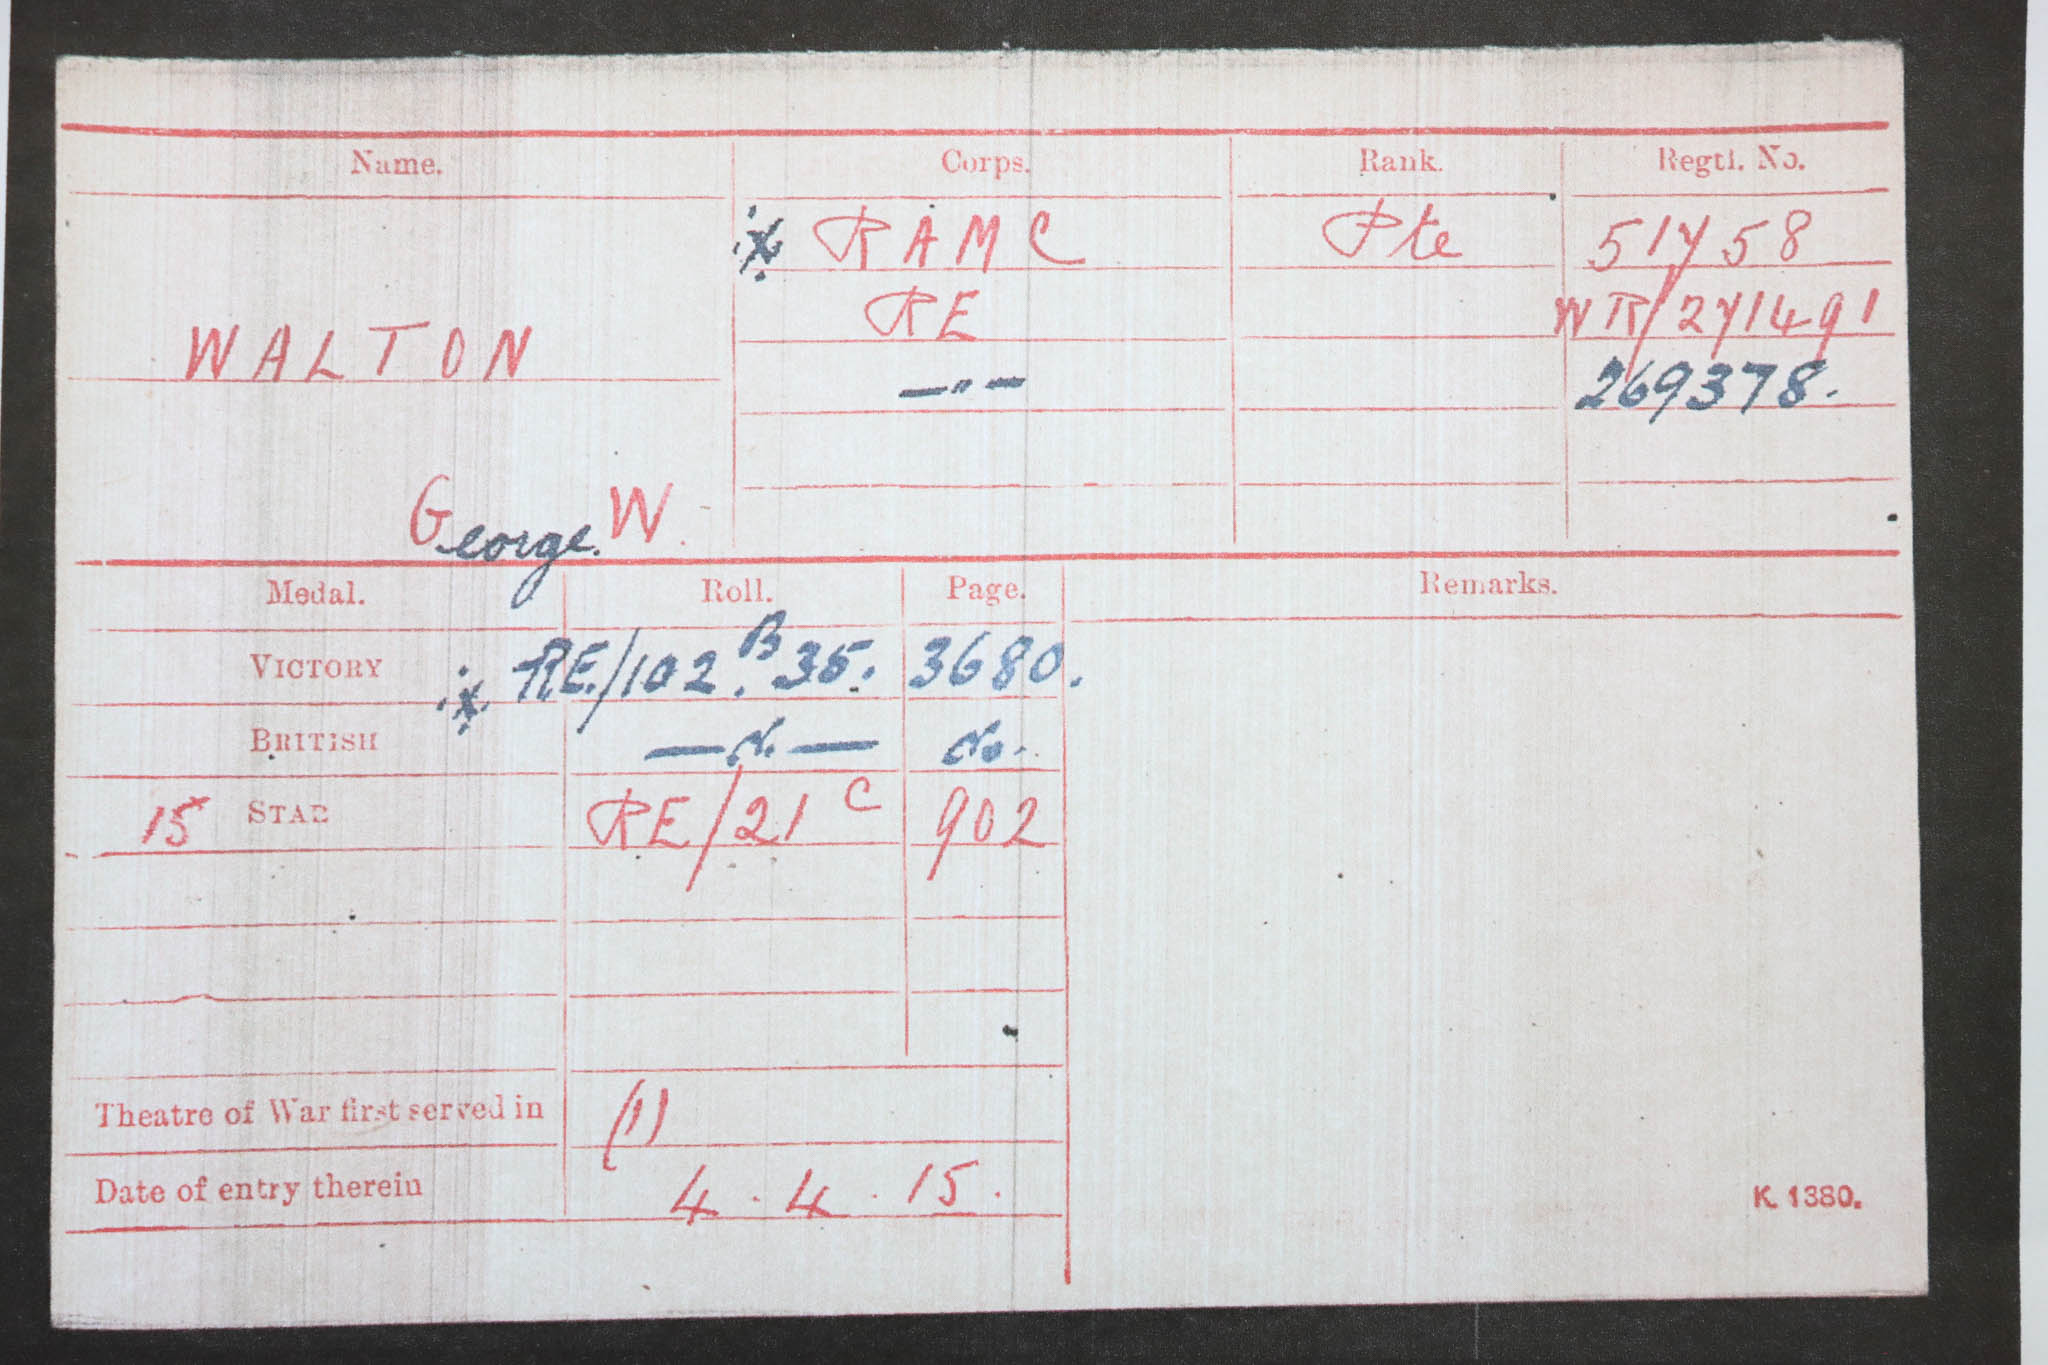 Name. Corps. Rank. Regtl. No.
WALTON
George. W.
RAMC Pte 51758
RE WR/271491
—"— 269378.
Medal. Roll. Page. Remarks.
VICTORY RE/102 B 35. 3680.
BRITISH — do. — do.
15 STAR RE/21 C 902
Theatre of War first served in (1)
Date of entry therein 4.4.15.
K. 1380.